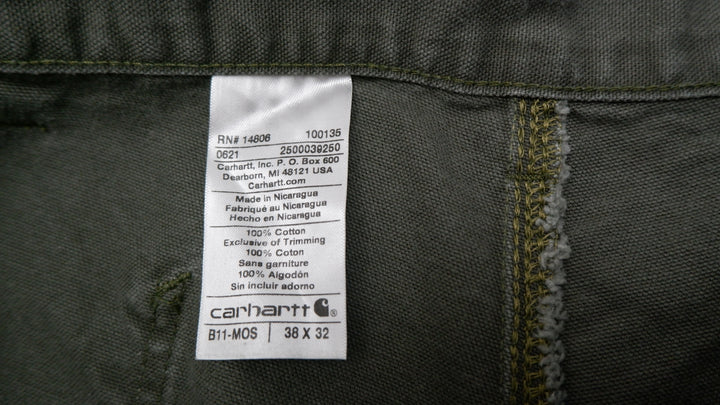 RN# 14806 100135
0621 2500039250
Carhartt, Inc. P. O. Box 600
Dearborn, MI 48121 USA
Carhartt.com
Made in Nicaragua
Fabriqué au Nicaragua
Hecho en Nicaragua
100% Cotton
Exclusive of Trimming
100% Coton
Sans garniture
100% Algodón
Sin incluir adorno
carhartt ®
B11-MOS 38 X 32